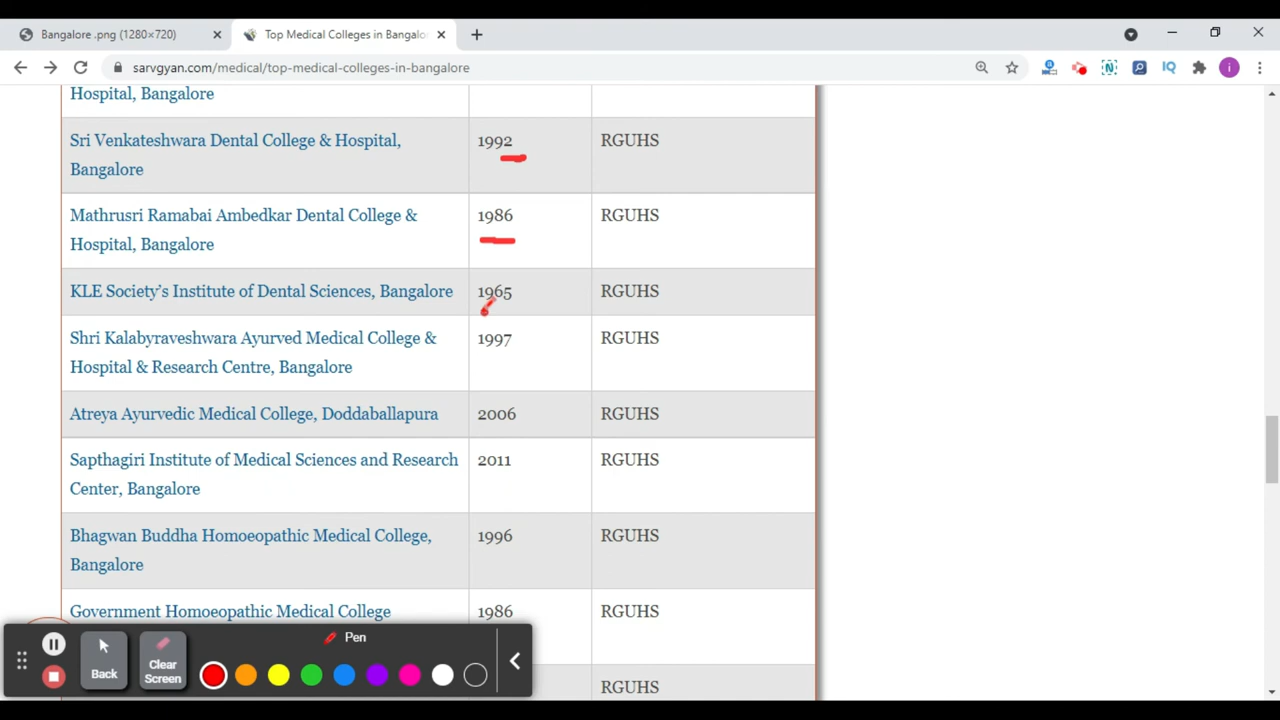 Bangalore .png (1280×720)
Top Medical Colleges in Bangalo
sarvgyan.com/medical/top-medical-colleges-in-bangalore
IQ
i
Hospital, Bangalore
Sri Venkateshwara Dental College & Hospital,
Bangalore
1992
RGUHS
Mathrusri Ramabai Ambedkar Dental College &
Hospital, Bangalore
1986
RGUHS
KLE Society's Institute of Dental Sciences, Bangalore
1965
RGUHS
Shri Kalabyraveshwara Ayurved Medical College &
Hospital & Research Centre, Bangalore
1997
RGUHS
Atreya Ayurvedic Medical College, Doddaballapura
2006
RGUHS
Sapthagiri Institute of Medical Sciences and Research
Center, Bangalore
2011
RGUHS
Bhagwan Buddha Homoeopathic Medical College,
Bangalore
1996
RGUHS
Government Homoeopathic Medical College
1986
RGUHS
RGUHS
Pen
Back
Clear
Screen